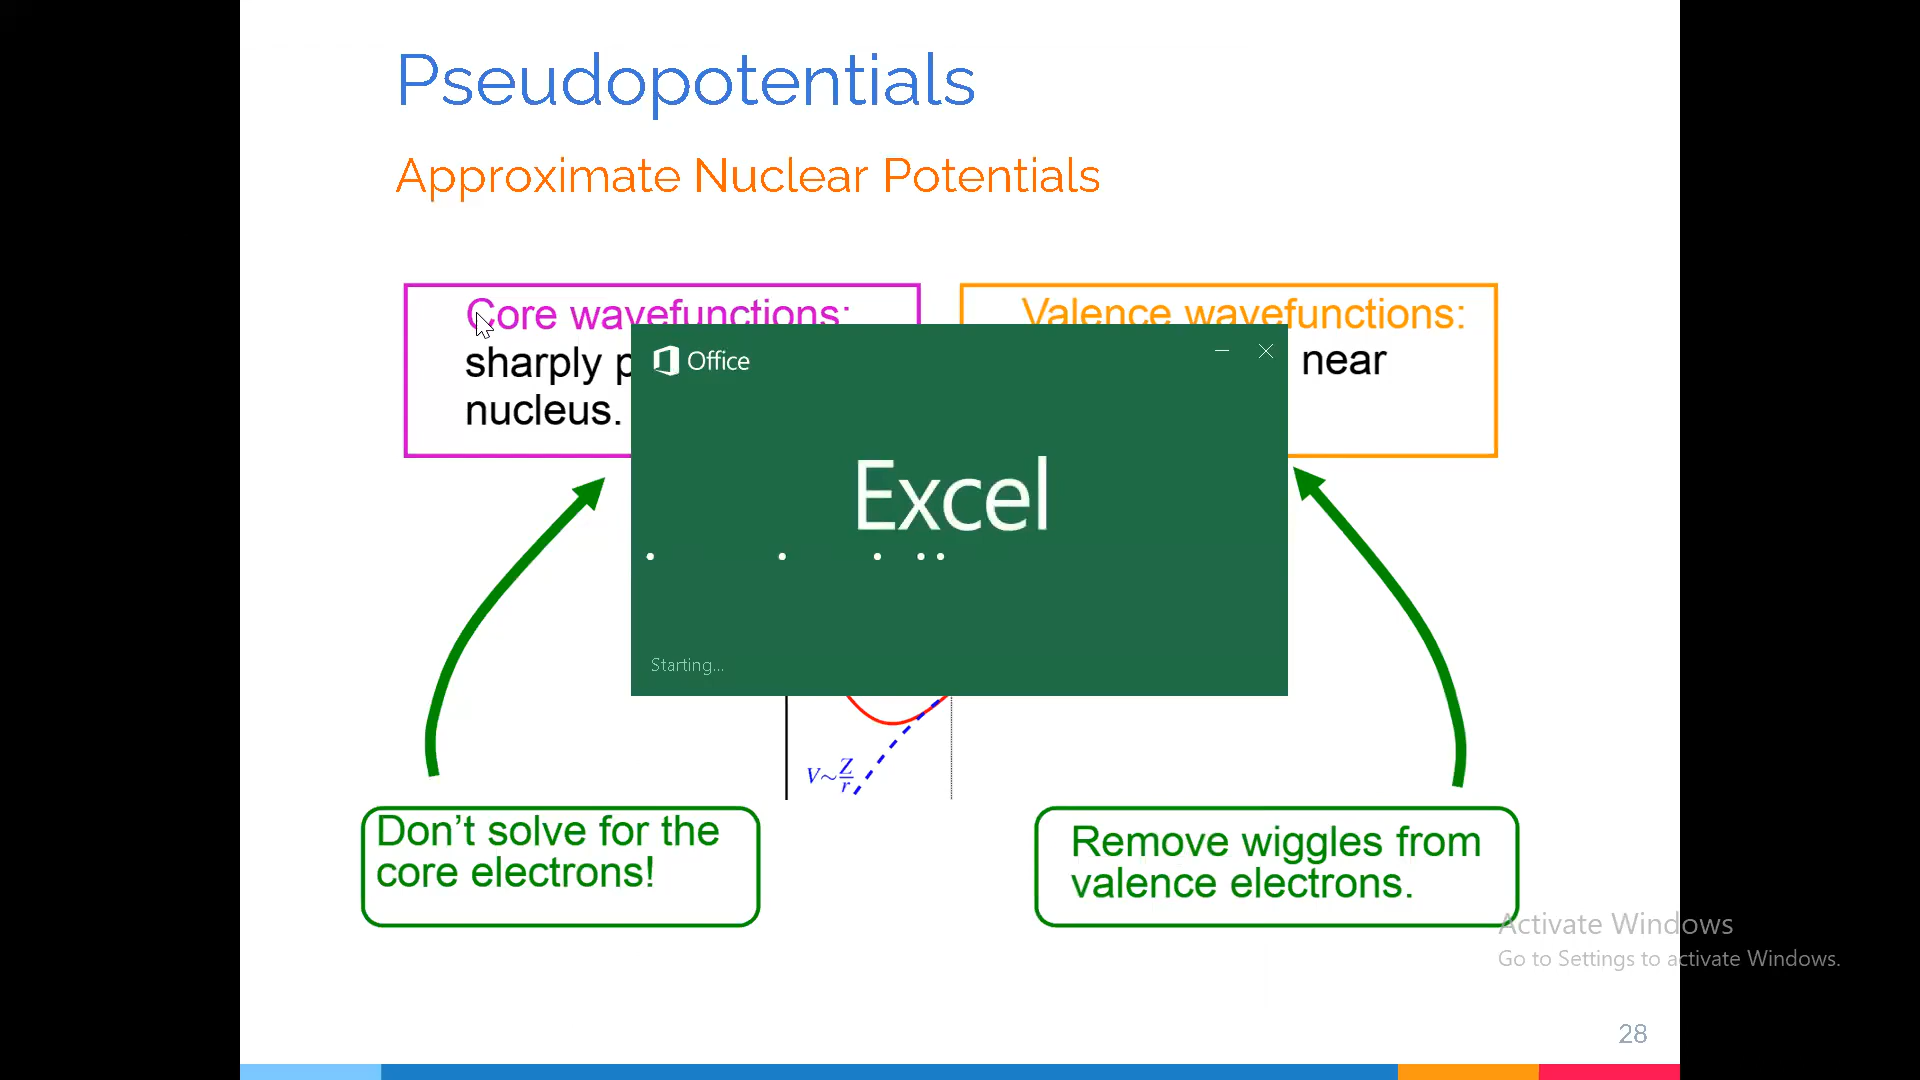 Pseudopotentials
Approximate Nuclear Potentials
Core wavefunctions:
sharply p
nucleus.
Valence wavefunctions:
near
Office
Excel
Starting...
V~Z/r
Don't solve for the
core electrons!
Remove wiggles from
valence electrons.
Activate Windows
Go to Settings to activate Windows.
28